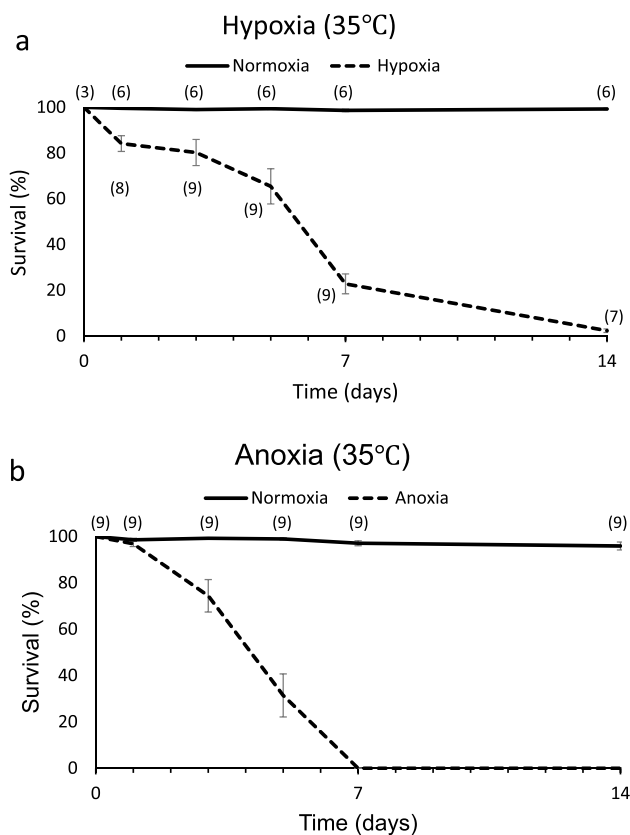 a
Hypoxia (35℃)
Normoxia Hypoxia
(3) (6) (6) (6) (6) (6)
100
80
60
40
20
0
Survival (%)
(8) (9) (9) (9) (7)
0 7 14
Time (days)
b
Anoxia (35℃)
Normoxia Anoxia
(9) (9) (9) (9) (9) (9)
100
80
60
40
20
0
Survival (%)
0 7 14
Time (days)